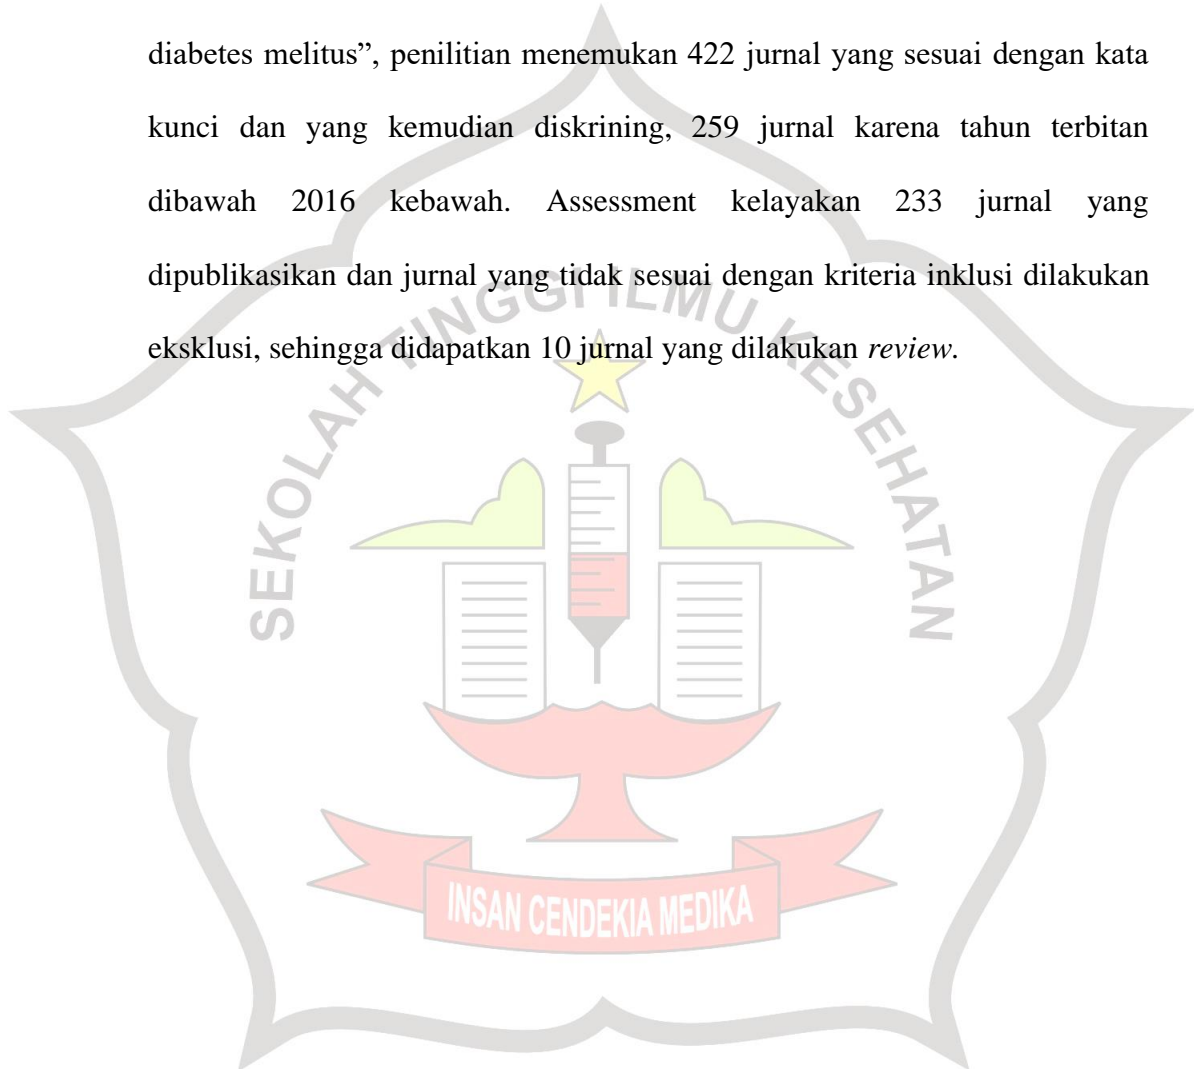 diabetes melitus”, penilitian menemukan 422 jurnal yang sesuai dengan kata
kunci dan yang kemudian diskrining, 259 jurnal karena tahun terbitan
dibawah 2016 kebawah. Assessment kelayakan 233 jurnal yang
dipublikasikan dan jurnal yang tidak sesuai dengan kriteria inklusi dilakukan
eksklusi, sehingga didapatkan 10 jurnal yang dilakukan review.
SEKOLAH TINGGI ILMU KESEHATAN
INSAN CENDEKIA MEDIKA